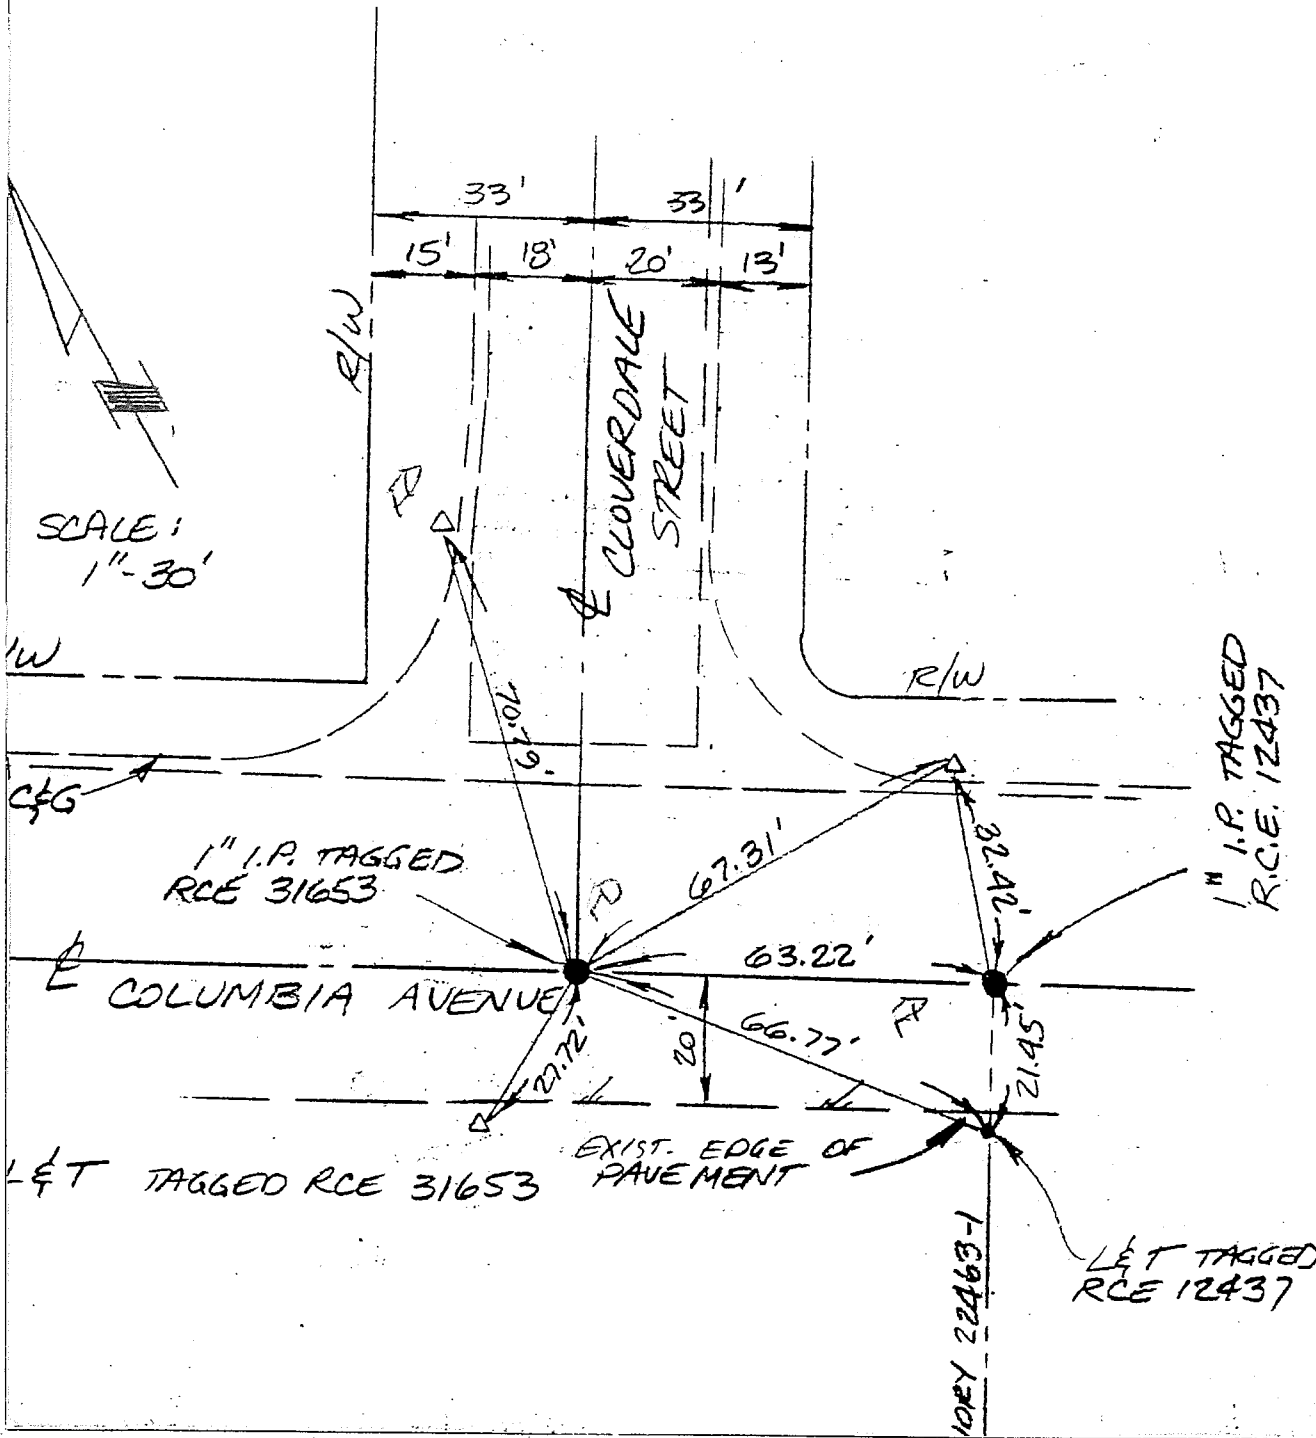 33'
33'
15'
18'
20'
13'
R/W
℄ CLOVERDALE
STREET
SCALE:
1"-30'
/W
R/W
C&G
70.79'
1" I.P. TAGGED
RCE 31653
67.31'
32.42'
1" I.P. TAGGED
R.C.E. 12437
63.22'
℄ COLUMBIA AVENUE
27.72'
20'
66.77'
21.45'
EXIST. EDGE OF
PAVEMENT
L&T TAGGED RCE 31653
L&T TAGGED
RCE 12437
22463-1